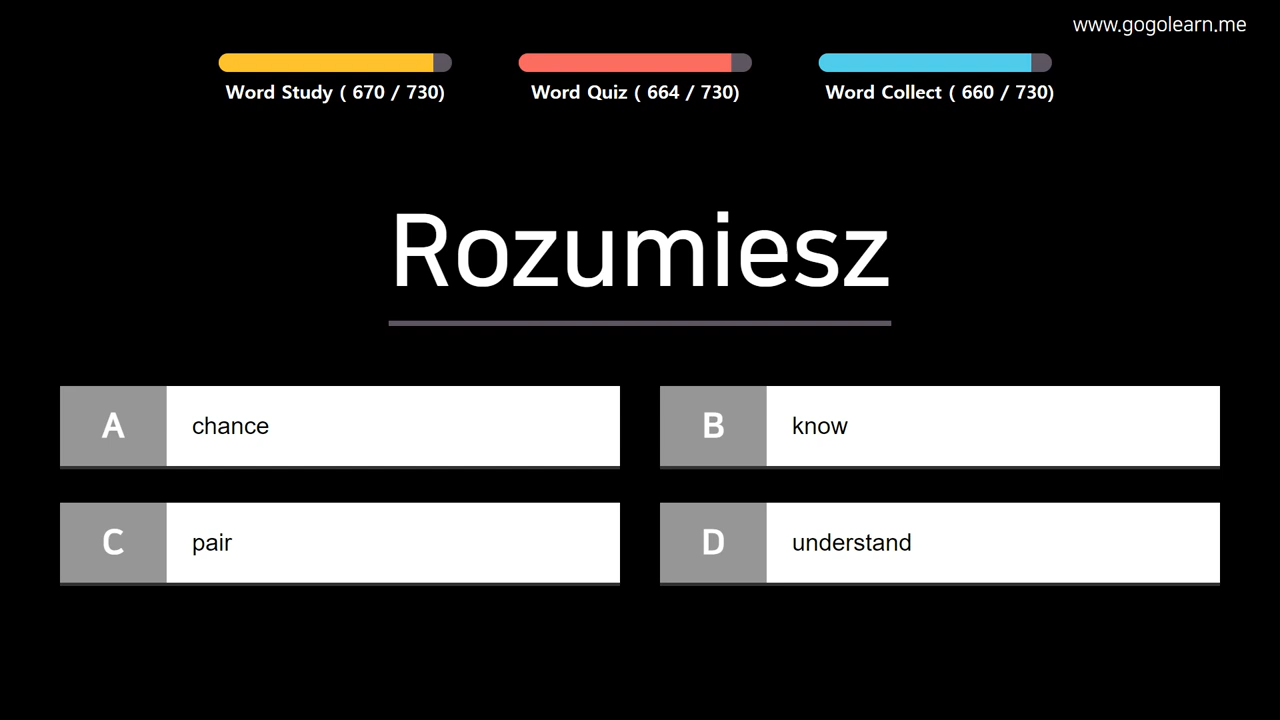 www.gogolearn.me
Word Study ( 670 / 730)
Word Quiz ( 664 / 730)
Word Collect ( 660 / 730)
Rozumiesz
A chance
B know
C pair
D understand